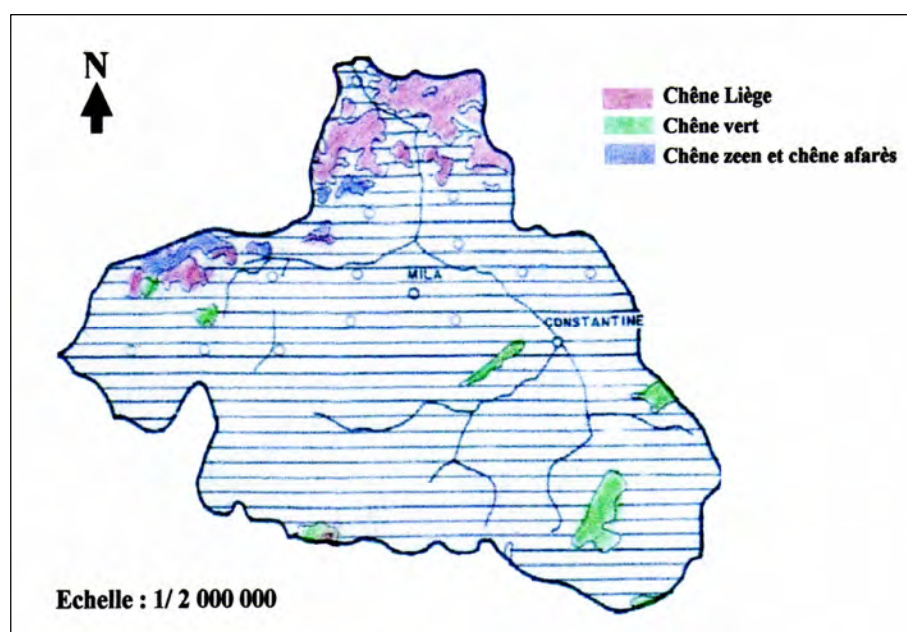 N
Chêne Liège
Chêne vert
Chêne zeen et chêne afarès
MILA
CONSTANTINE
Echelle : 1/ 2 000 000